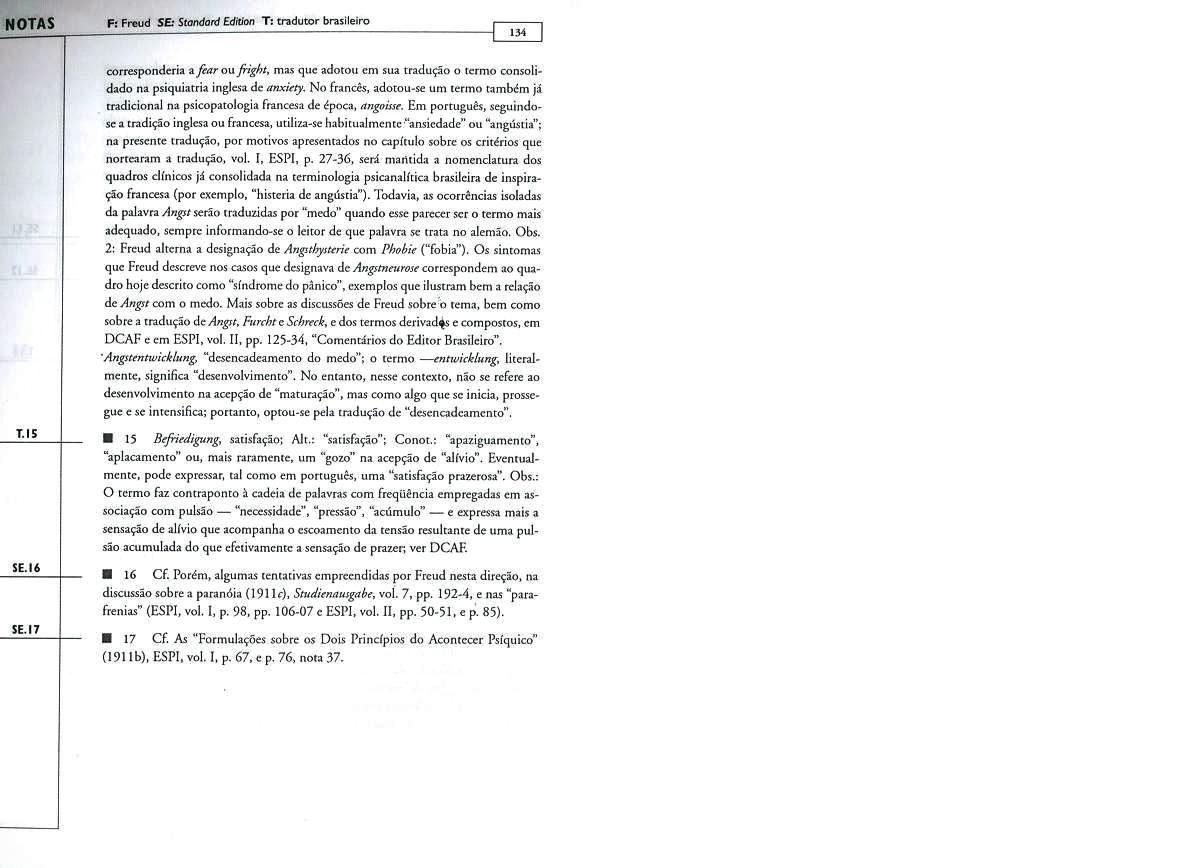 NOTAS
F: Freud SE: Standard Edition T: tradutor brasileiro
134
corresponderia a fear ou fright, mas que adotou em sua tradução o termo consoli-
dado na psiquiatria inglesa de anxiety. No francês, adotou-se um termo também já
tradicional na psicopatologia francesa de época, angoisse. Em português, seguindo-
se a tradição inglesa ou francesa, utiliza-se habitualmente "ansiedade" ou "angústia";
na presente tradução, por motivos apresentados no capítulo sobre os critérios que
nortearam a tradução, vol. I, ESPI, p. 27-36, será mantida a nomenclatura dos
quadros clínicos já consolidada na terminologia psicanalítica brasileira de inspira-
ção francesa (por exemplo, "histeria de angústia"). Todavia, as ocorrências isoladas
da palavra Angst serão traduzidas por "medo" quando esse parecer ser o termo mais
adequado, sempre informando-se o leitor de que palavra se trata no alemão. Obs.
2: Freud alterna a designação de Angsthysterie com Phobie ("fobia"). Os sintomas
que Freud descreve nos casos que designava de Angstneurose correspondem ao qua-
dro hoje descrito como "síndrome do pânico", exemplos que ilustram bem a relação
de Angst com o medo. Mais sobre as discussões de Freud sobre o tema, bem como
sobre a tradução de Angst, Furcht e Schreck, e dos termos derivados e compostos, em
DCAF e em ESPI, vol. II, pp. 125-34, "Comentários do Editor Brasileiro".
Angstentwicklung, "desencadeamento do medo"; o termo —entwicklung, literal-
mente, significa "desenvolvimento". No entanto, nesse contexto, não se refere ao
desenvolvimento na acepção de "maturação", mas como algo que se inicia, prosse-
gue e se intensifica; portanto, optou-se pela tradução de "desencadeamento".
T.15
■ 15 Befriedigung, satisfação; Alt.: "satisfação"; Conot.: "apaziguamento",
"aplacamento" ou, mais raramente, um "gozo" na acepção de "alívio". Eventual-
mente, pode expressar, tal como em português, uma "satisfação prazerosa". Obs.:
O termo faz contraponto à cadeia de palavras com freqüência empregadas em as-
sociação com pulsão — "necessidade", "pressão", "acúmulo" — e expressa mais a
sensação de alívio que acompanha o escoamento da tensão resultante de uma pul-
são acumulada do que efetivamente a sensação de prazer; ver DCAF.
SE.16
■ 16 Cf. Porém, algumas tentativas empreendidas por Freud nesta direção, na
discussão sobre a paranóia (1911c), Studienausgabe, vol. 7, pp. 192-4, e nas "para-
frenias" (ESPI, vol. I, p. 98, pp. 106-07 e ESPI, vol. II, pp. 50-51, e p. 85).
SE.17
■ 17 Cf. As "Formulações sobre os Dois Princípios do Acontecer Psíquico"
(1911b), ESPI, vol. I, p. 67, e p. 76, nota 37.